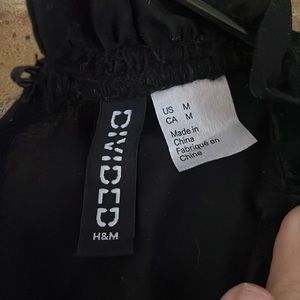 DIVIDED
H&M
US M
CA M
Made in
China
Fabriqué en
Chine